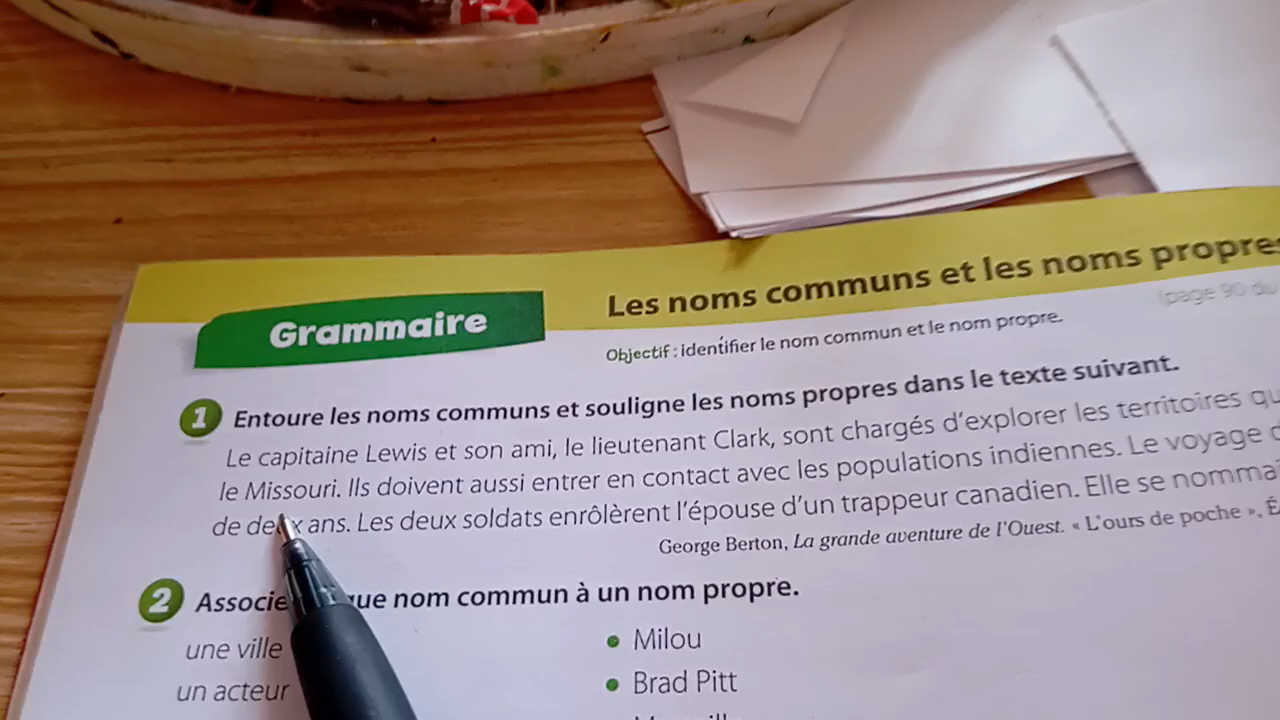 Grammaire
Les noms communs et les noms
Objectif : identifier le nom commun et le nom propre.
1 Entoure les noms communs et souligne les noms propres dans le texte suivant.
Le capitaine Lewis et son ami, le lieutenant Clark, sont chargés d'explorer les territoires
le Missouri. Ils doivent aussi entrer en contact avec les populations indiennes. Le voyage
de deux ans. Les deux soldats enrôlèrent l'épouse d'un trappeur canadien. Elle se
George Berton, La grande aventure de l'Ouest. « L'ours de poche »,
2 nom commun à un nom propre.
une ville
Milou
un acteur
Brad Pitt